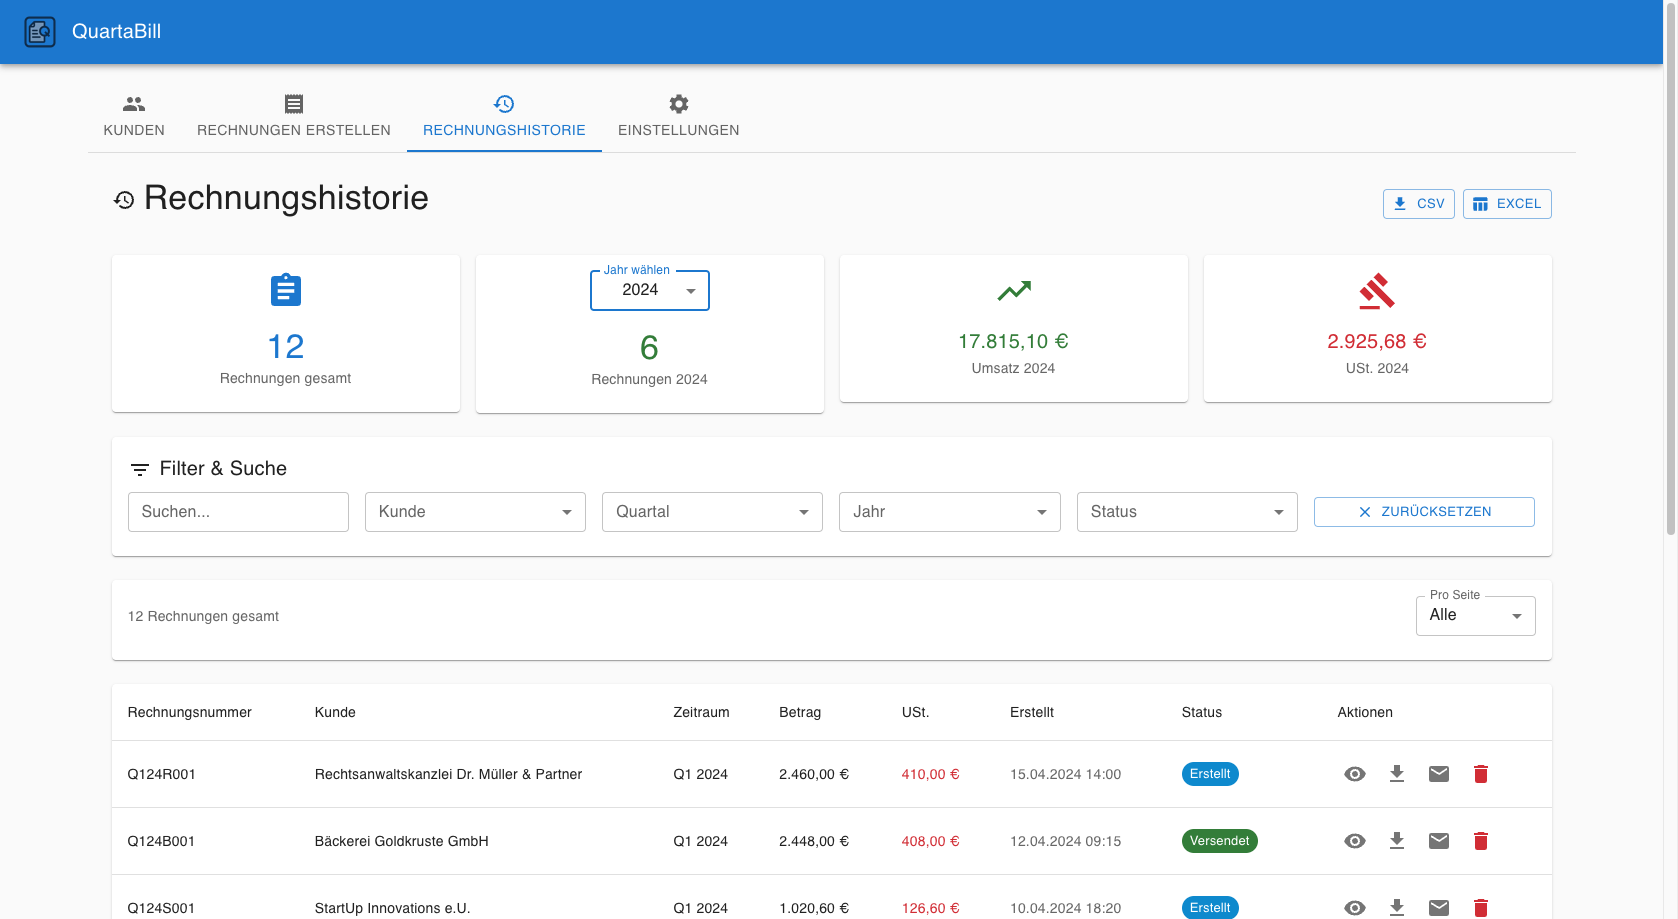 QuartaBill
KUNDEN
RECHNUNGEN ERSTELLEN
RECHNUNGSHISTORIE
EINSTELLUNGEN
Rechnungshistorie
CSV
EXCEL
12
Rechnungen gesamt
Jahr wählen
2024
6
Rechnungen 2024
17.815,10 €
Umsatz 2024
2.925,68 €
USt. 2024
Filter & Suche
Suchen...
Kunde
Quartal
Jahr
Status
ZURÜCKSETZEN
12 Rechnungen gesamt
Pro Seite
Alle
Rechnungsnummer Kunde Zeitraum Betrag USt. Erstellt Status Aktionen
Q124R001 Rechtsanwaltskanzlei Dr. Müller & Partner Q1 2024 2.460,00 € 410,00 € 15.04.2024 14:00 Erstellt
Q124B001 Bäckerei Goldkruste GmbH Q1 2024 2.448,00 € 408,00 € 12.04.2024 09:15 Versendet
Q124S001 StartUp Innovations e.U. Q1 2024 1.020,60 € 126,60 € 10.04.2024 18:20 Erstellt